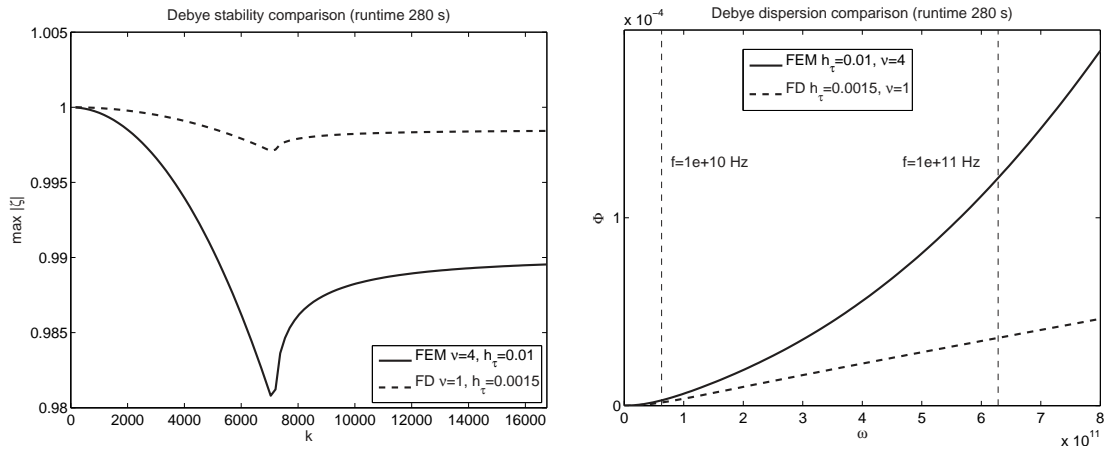 Debye stability comparison (runtime 280 s)
1.005
1
0.995
0.99
0.985
0.98
max |ζ|
FEM ν=4, h_τ=0.01
FD ν=1, h_τ=0.0015
0 2000 4000 6000 8000 10000 12000 14000 16000
k
Debye dispersion comparison (runtime 280 s)
x 10^-4
FEM h_τ=0.01, ν=4
FD h_τ=0.0015, ν=1
f=1e+10 Hz
f=1e+11 Hz
1
0
Φ
0 1 2 3 4 5 6 7 8
ω
x 10^11